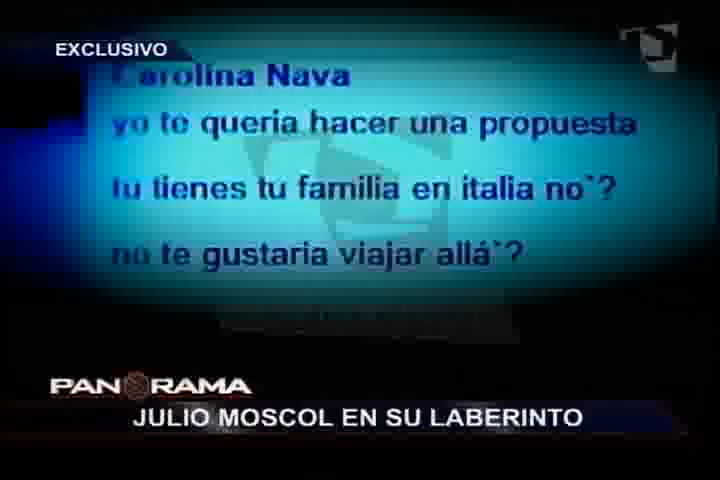 EXCLUSIVO
Carolina Nava
yo te queria hacer una propuesta
tu tienes tu familia en italia no`?
no te gustaria viajar allá`?
PANORAMA
JULIO MOSCOL EN SU LABERINTO